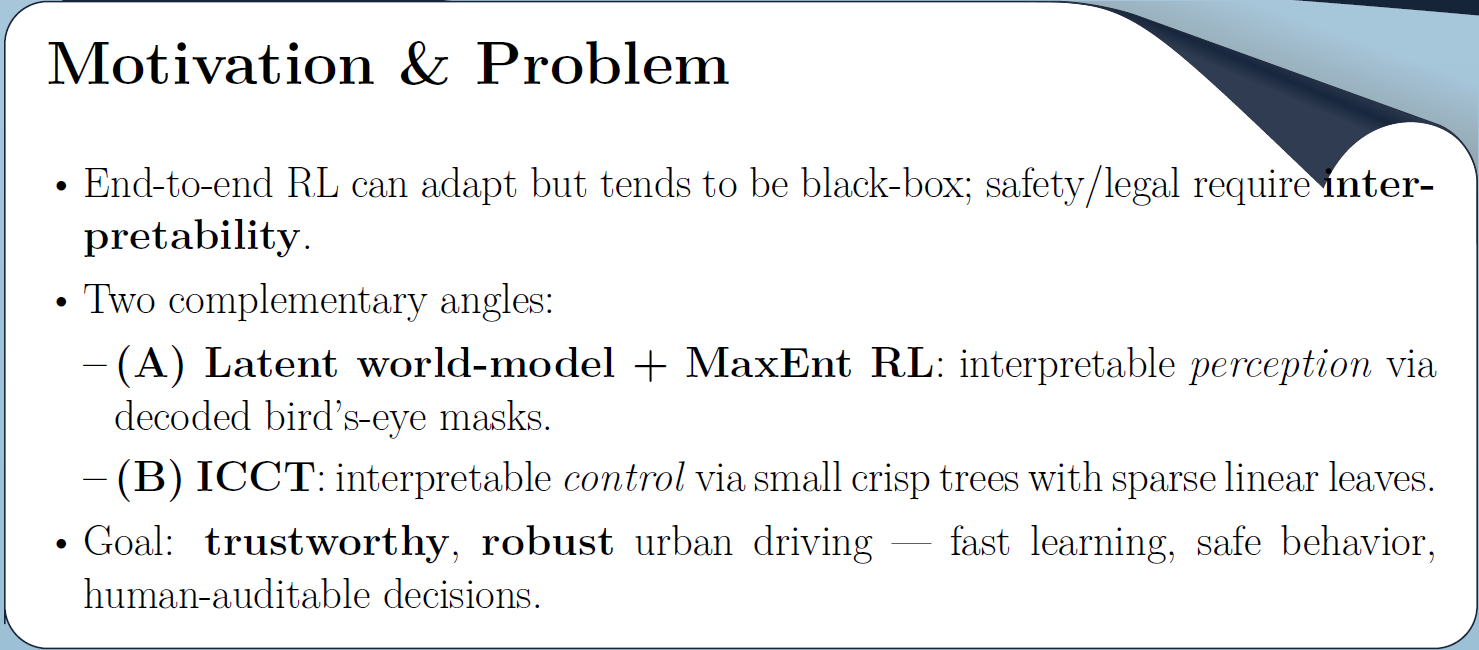 Motivation & Problem
• End-to-end RL can adapt but tends to be black-box; safety/legal require inter-
pretability.
• Two complementary angles:
– (A) Latent world-model + MaxEnt RL: interpretable perception via
decoded bird's-eye masks.
– (B) ICCT: interpretable control via small crisp trees with sparse linear leaves.
• Goal: trustworthy, robust urban driving — fast learning, safe behavior,
human-auditable decisions.